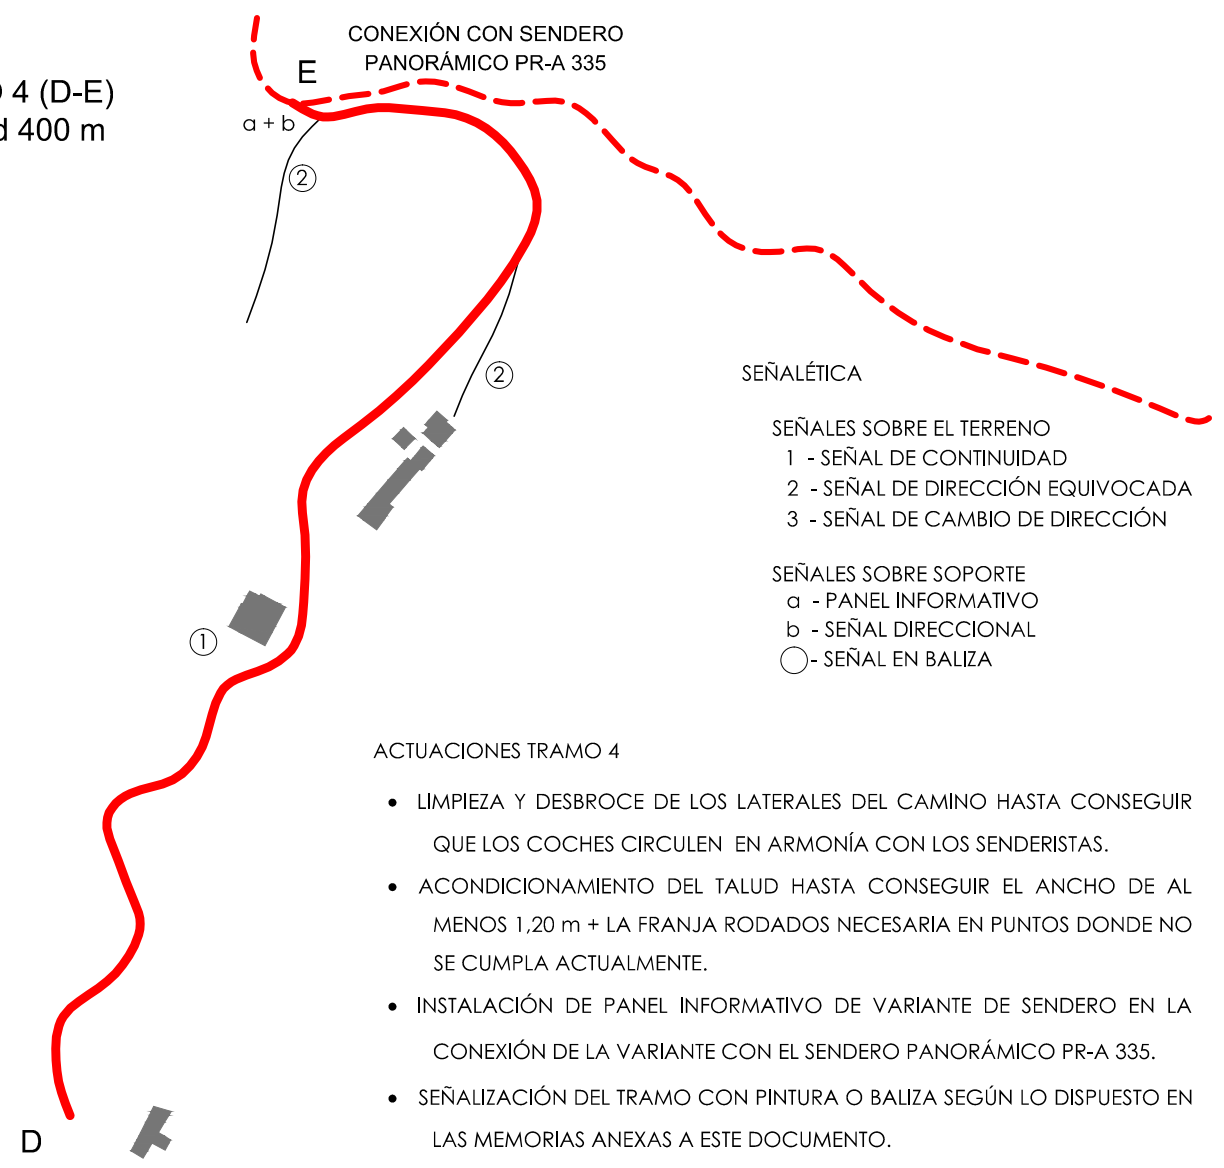 CONEXIÓN CON SENDERO
PANORÁMICO PR-A 335
E
4 (D-E)
400 m
a + b
2
2
1
D
SEÑALÉTICA
SEÑALES SOBRE EL TERRENO
1 - SEÑAL DE CONTINUIDAD
2 - SEÑAL DE DIRECCIÓN EQUIVOCADA
3 - SEÑAL DE CAMBIO DE DIRECCIÓN
SEÑALES SOBRE SOPORTE
a - PANEL INFORMATIVO
b - SEÑAL DIRECCIONAL
- SEÑAL EN BALIZA
ACTUACIONES TRAMO 4
• LIMPIEZA Y DESBROCE DE LOS LATERALES DEL CAMINO HASTA CONSEGUIR
QUE LOS COCHES CIRCULEN EN ARMONÍA CON LOS SENDERISTAS.
• ACONDICIONAMIENTO DEL TALUD HASTA CONSEGUIR EL ANCHO DE AL
MENOS 1,20 m + LA FRANJA RODADOS NECESARIA EN PUNTOS DONDE NO
SE CUMPLA ACTUALMENTE.
• INSTALACIÓN DE PANEL INFORMATIVO DE VARIANTE DE SENDERO EN LA
CONEXIÓN DE LA VARIANTE CON EL SENDERO PANORÁMICO PR-A 335.
• SEÑALIZACIÓN DEL TRAMO CON PINTURA O BALIZA SEGÚN LO DISPUESTO EN
LAS MEMORIAS ANEXAS A ESTE DOCUMENTO.